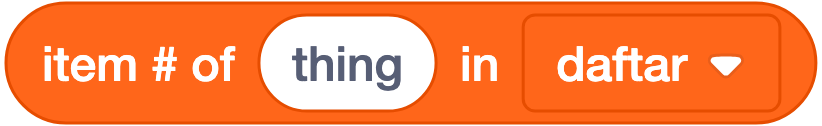 item # of thing in daftar